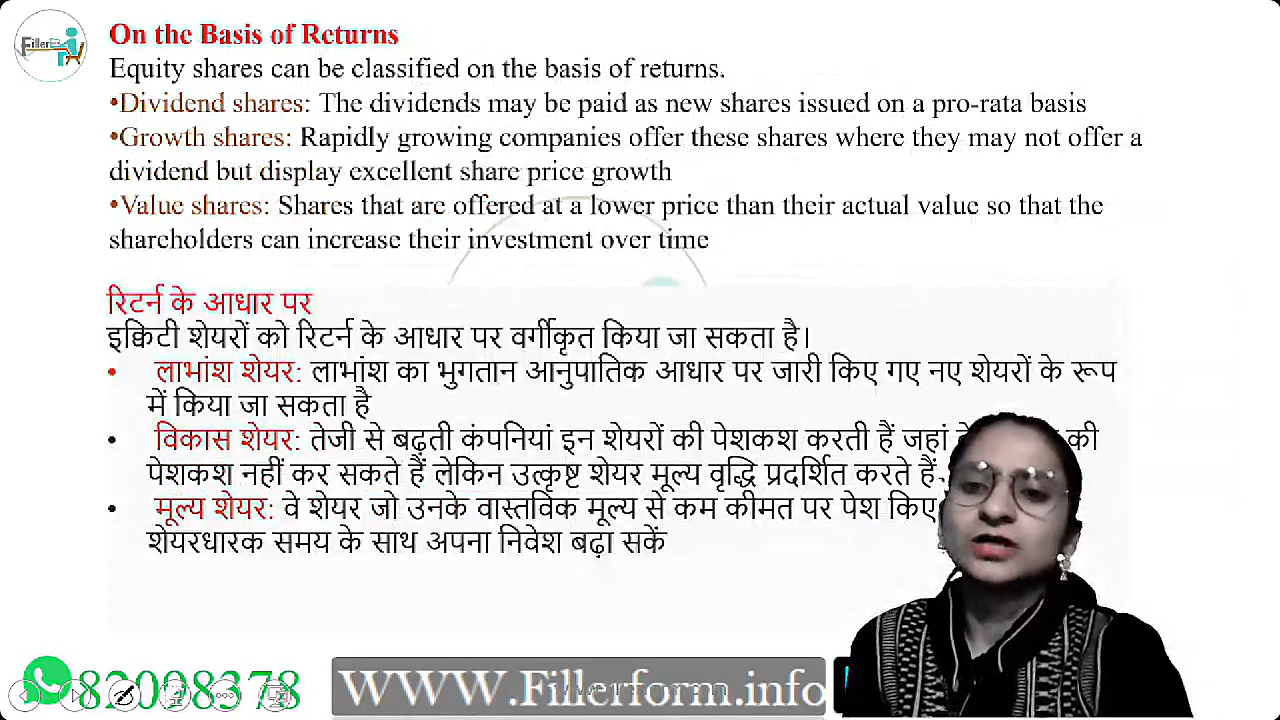 Filler
On the Basis of Returns
Equity shares can be classified on the basis of returns.
•Dividend shares: The dividends may be paid as new shares issued on a pro-rata basis
•Growth shares: Rapidly growing companies offer these shares where they may not offer a
dividend but display excellent share price growth
•Value shares: Shares that are offered at a lower price than their actual value so that the
shareholders can increase their investment over time
रिटर्न के आधार पर
इक्विटी शेयरों को रिटर्न के आधार पर वर्गीकृत किया जा सकता है।
• लाभांश शेयर: लाभांश का भुगतान आनुपातिक आधार पर जारी किए गए नए शेयरों के रूप
में किया जा सकता है
• विकास शेयर: तेजी से बढ़ती कंपनियां इन शेयरों की पेशकश करती हैं जहां की
पेशकश नहीं कर सकते हैं लेकिन उत्कृष्ट शेयर मूल्य वृद्धि प्रदर्शित करते हैं
• मूल्य शेयर: वे शेयर जो उनके वास्तविक मूल्य से कम कीमत पर पेश किए
शेयरधारक समय के साथ अपना निवेश बढ़ा सकें
82098378
WWW.Fillerform.info